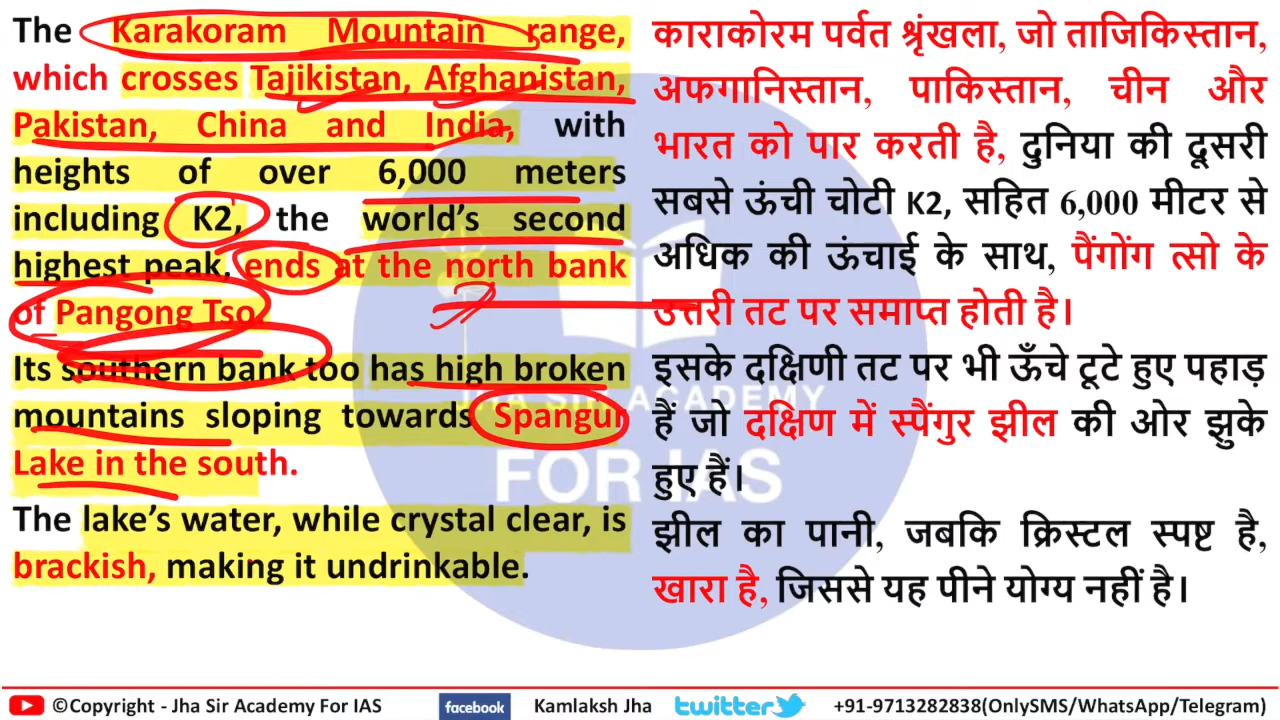 The Karakoram Mountain range,
which crosses Tajikistan, Afghanistan,
Pakistan, China and India, with
heights of over 6,000 meters
including K2, the world's second
highest peak, ends at the north bank
of Pangong Tso.
Its southern bank too has high broken
mountains sloping towards Spangur
Lake in the south.
The lake's water, while crystal clear, is
brackish, making it undrinkable.
काराकोरम पर्वत श्रृंखला, जो ताजिकिस्तान,
अफगानिस्तान, पाकिस्तान, चीन और
भारत को पार करती है, दुनिया की दूसरी
सबसे ऊंची चोटी K2, सहित 6,000 मीटर से
अधिक की ऊंचाई के साथ, पैंगोंग त्सो के
उत्तरी तट पर समाप्त होती है।
इसके दक्षिणी तट पर भी ऊँचे टूटे हुए पहाड़
हैं जो दक्षिण में स्पैंगुर झील की ओर झुके
हुए हैं।
झील का पानी, जबकि क्रिस्टल स्पष्ट है,
खारा है, जिससे यह पीने योग्य नहीं है।
JHA SIR ACADEMY
FOR IAS
©Copyright - Jha Sir Academy For IAS
facebook
Kamlaksh Jha
twitter
+91-9713282838(OnlySMS/WhatsApp/Telegram)